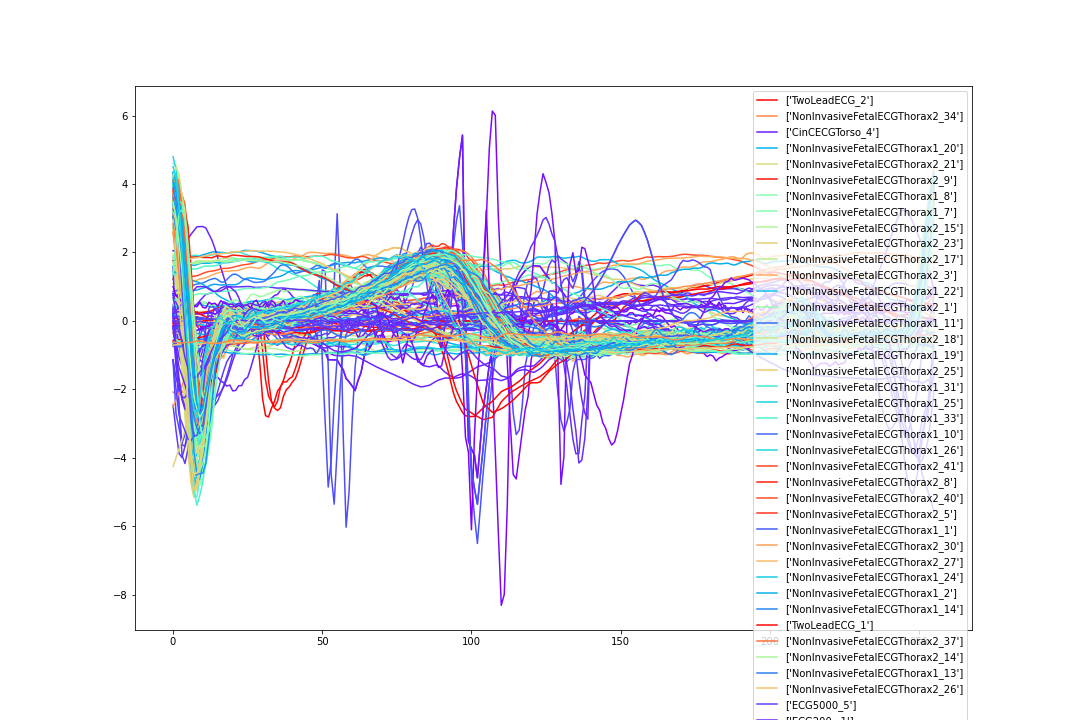 6
4
2
0
−2
−4
−6
−8
0
50
100
150
200
['TwoLeadECG_2']
['NonInvasiveFetalECGThorax2_34']
['CinCECGTorso_4']
['NonInvasiveFetalECGThorax1_20']
['NonInvasiveFetalECGThorax2_21']
['NonInvasiveFetalECGThorax2_9']
['NonInvasiveFetalECGThorax1_8']
['NonInvasiveFetalECGThorax1_7']
['NonInvasiveFetalECGThorax2_15']
['NonInvasiveFetalECGThorax2_23']
['NonInvasiveFetalECGThorax2_17']
['NonInvasiveFetalECGThorax2_3']
['NonInvasiveFetalECGThorax1_22']
['NonInvasiveFetalECGThorax2_1']
['NonInvasiveFetalECGThorax1_11']
['NonInvasiveFetalECGThorax2_18']
['NonInvasiveFetalECGThorax1_19']
['NonInvasiveFetalECGThorax2_25']
['NonInvasiveFetalECGThorax1_31']
['NonInvasiveFetalECGThorax1_25']
['NonInvasiveFetalECGThorax1_33']
['NonInvasiveFetalECGThorax1_10']
['NonInvasiveFetalECGThorax1_26']
['NonInvasiveFetalECGThorax2_41']
['NonInvasiveFetalECGThorax2_8']
['NonInvasiveFetalECGThorax2_40']
['NonInvasiveFetalECGThorax2_5']
['NonInvasiveFetalECGThorax1_1']
['NonInvasiveFetalECGThorax2_30']
['NonInvasiveFetalECGThorax2_27']
['NonInvasiveFetalECGThorax1_24']
['NonInvasiveFetalECGThorax1_2']
['NonInvasiveFetalECGThorax1_14']
['TwoLeadECG_1']
['NonInvasiveFetalECGThorax2_37']
['NonInvasiveFetalECGThorax2_14']
['NonInvasiveFetalECGThorax1_13']
['NonInvasiveFetalECGThorax2_26']
['ECG5000_5']